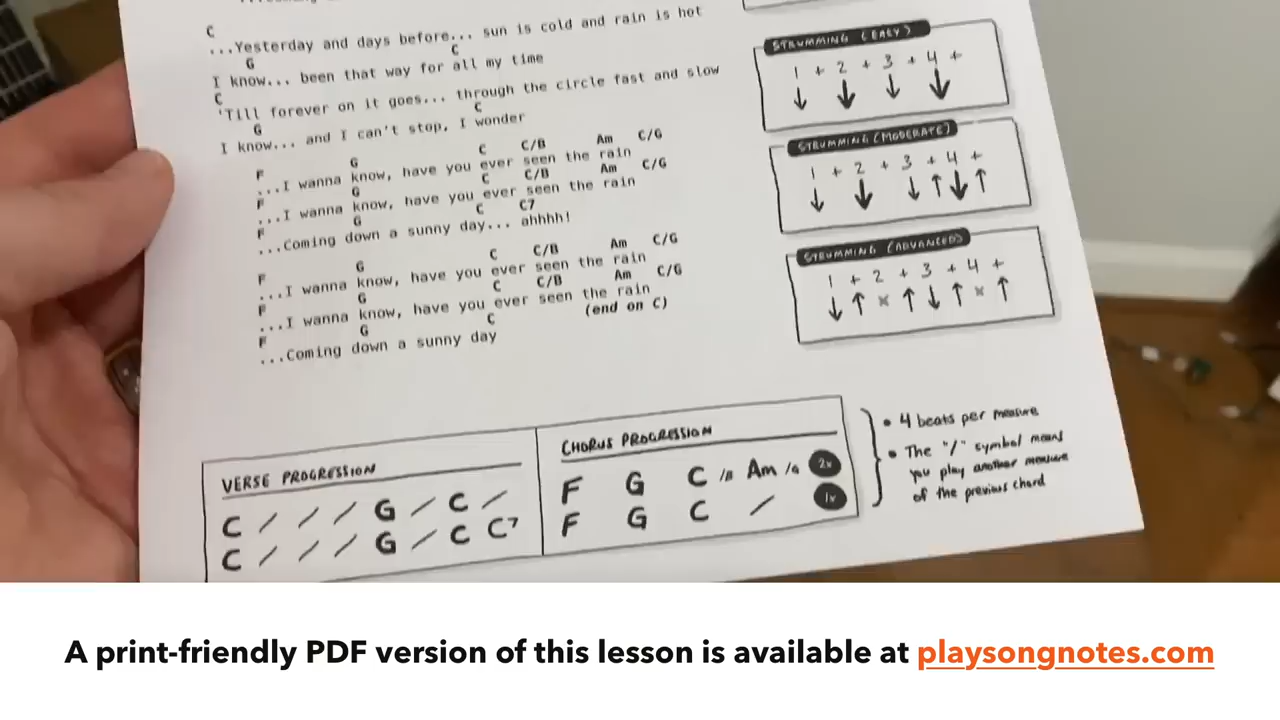 C
...Yesterday and days before... sun is cold and rain is hot
G C
I know... been that way for all my time
C
'Till forever on it goes... through the circle fast and slow
G C
I know... and I can't stop, I wonder
F G C C/B Am C/G
...I wanna know, have you ever seen the rain
F G C C/B Am C/G
...I wanna know, have you ever seen the rain
F G C C7
...Coming down a sunny day... ahhhh!
F G C C/B Am C/G
...I wanna know, have you ever seen the rain
F G C C/B Am C/G
...I wanna know, have you ever seen the rain
F G C (end on C)
...Coming down a sunny day
STRUMMING (EASY)
1 + 2 + 3 + 4 +
↓ ↓ ↓ ↓
STRUMMING (MODERATE)
1 + 2 + 3 + 4 +
↓ ↓ ↓ ↑ ↓ ↑
STRUMMING (ADVANCED)
1 + 2 + 3 + 4 +
↓ ↑ × ↑ ↓ ↑ × ↑
VERSE PROGRESSION
C / / / G / C /
C / / / G / C C7
CHORUS PROGRESSION
F G C /B Am /G 2x
F G C / 1x
• 4 beats per measure
• The "/" symbol means
you play another measure
of the previous chord
A print-friendly PDF version of this lesson is available at playsongnotes.com